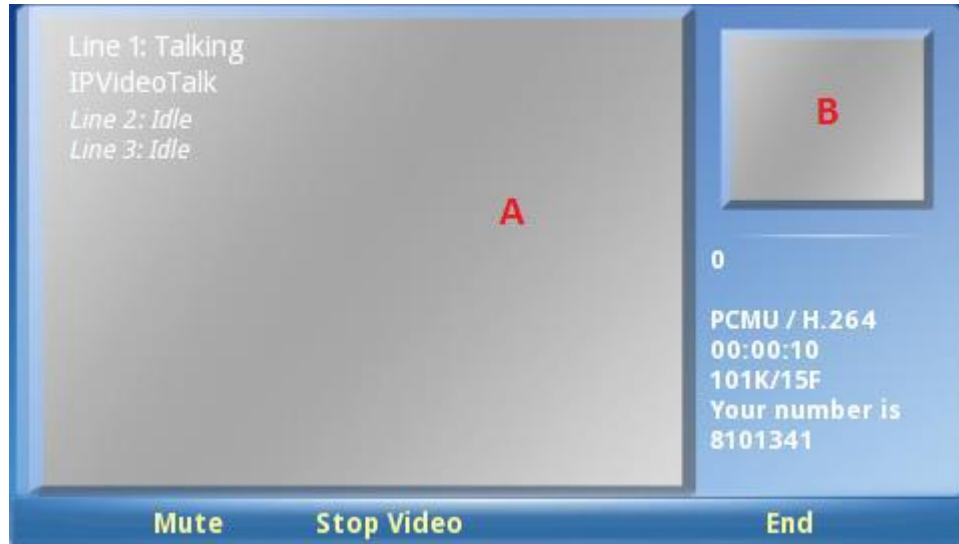 Line 1: Talking
IPVideoTalk
Line 2: Idle
Line 3: Idle
A
B
0
PCMU / H.264
00:00:10
101K/15F
Your number is
8101341
Mute Stop Video End